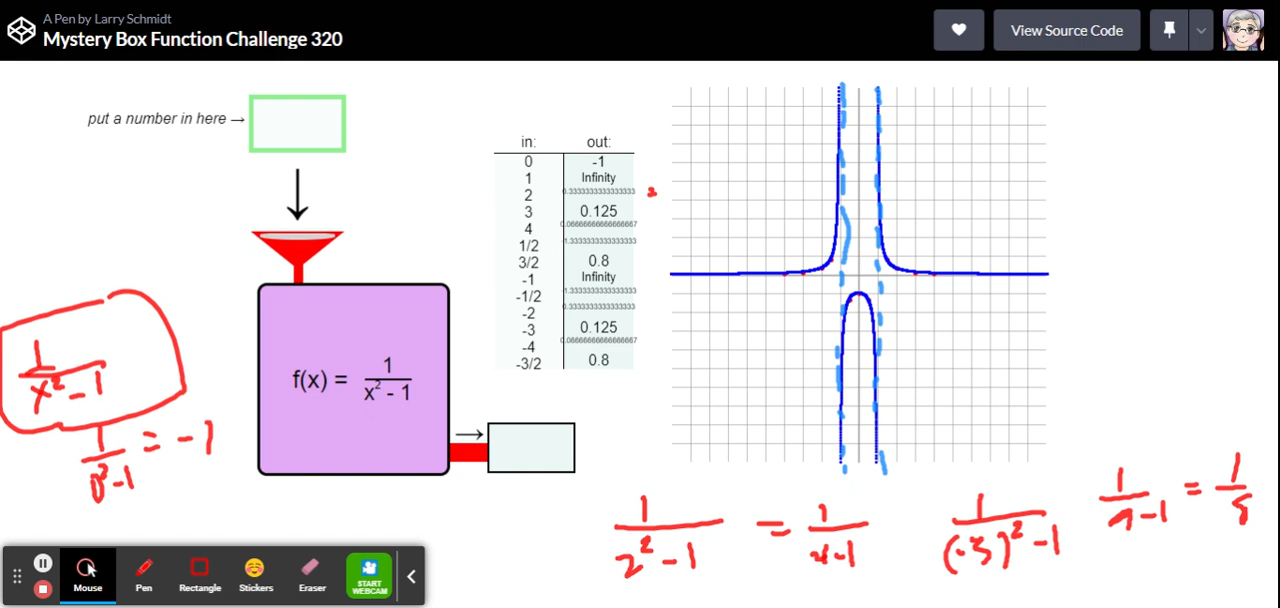 A Pen by Larry Schmidt
Mystery Box Function Challenge 320
View Source Code
put a number in here →
in: out:
0 -1
1 Infinity
2 0.3333333333333333
3 0.125
4 0.06666666666666667
1/2 -1.3333333333333333
3/2 0.8
-1 Infinity
-1/2 -1.3333333333333333
-2 0.3333333333333333
-3 0.125
-4 0.06666666666666667
-3/2 0.8
f(x) = 1/(x² - 1)
→
1/(x² - 1)
1/(0² - 1) = -1
1/(2² - 1) = 1/(4 - 1)
1/((-3)² - 1)
1/(9 - 1) = 1/8
Mouse
Pen
Rectangle
Stickers
Eraser
START
WEBCAM